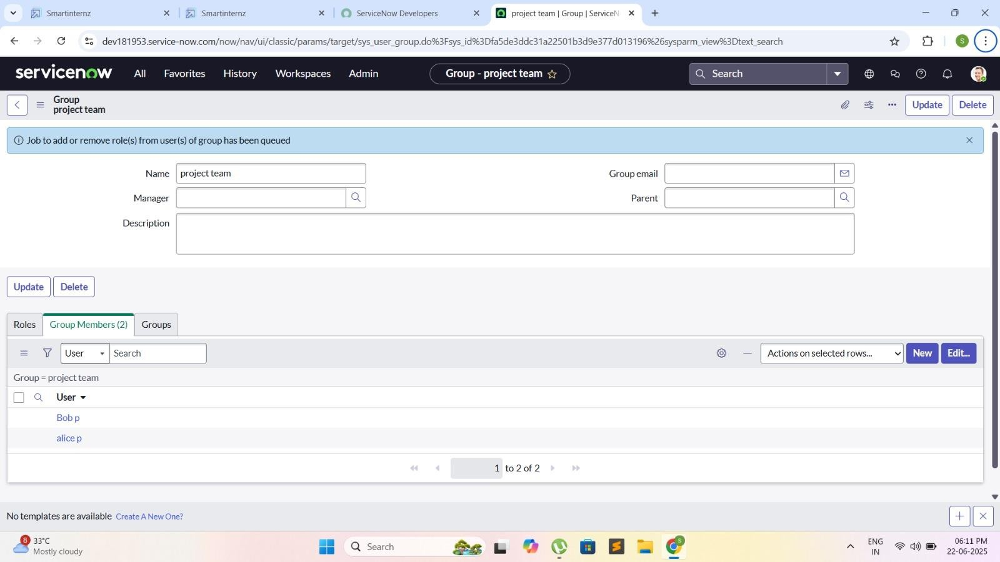 Smartinternz
Smartinternz
ServiceNow Developers
project team | Group | ServiceN
dev181953.service-now.com/now/nav/ui/classic/params/target/sys_user_group.do%3Fsys_id%3Dfa5de3ddc31a22501b3d9e377d013196%26sysparm_view%3Dtext_search
S
servicenow
All Favorites History Workspaces Admin
Group - project team
Search
Group
project team
Update Delete
Job to add or remove role(s) from user(s) of group has been queued
Name project team
Group email
Manager
Parent
Description
Update Delete
Roles Group Members (2) Groups
User Search
Actions on selected rows... New Edit...
Group = project team
User
Bob p
alice p
1 to 2 of 2
No templates are available Create A New One?
8 33°C
Mostly cloudy
Search
S
ENG
IN
06:11 PM
22-06-2025